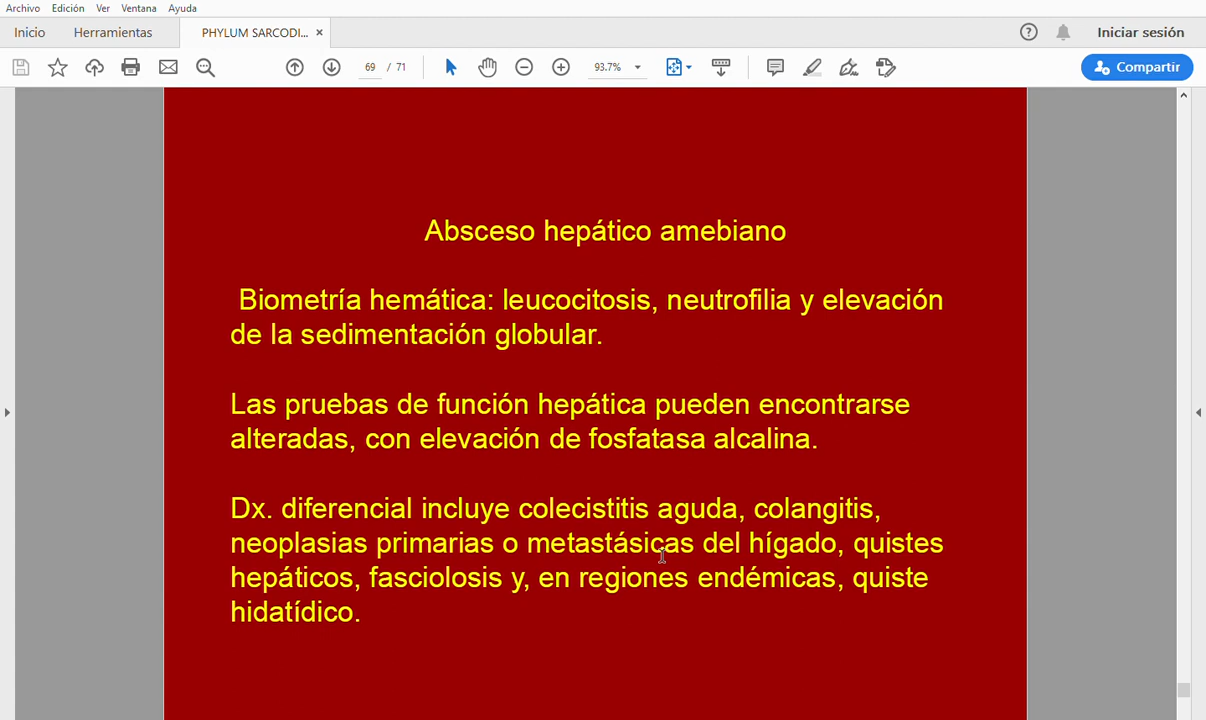 Archivo Edición Ver Ventana Ayuda
Inicio Herramientas PHYLUM SARCODI... × ? Iniciar sesión
69 / 71 93.7% Compartir
Absceso hepático amebiano
Biometría hemática: leucocitosis, neutrofilia y elevación
de la sedimentación globular.
Las pruebas de función hepática pueden encontrarse
alteradas, con elevación de fosfatasa alcalina.
Dx. diferencial incluye colecistitis aguda, colangitis,
neoplasias primarias o metastásicas del hígado, quistes
hepáticos, fasciolosis y, en regiones endémicas, quiste
hidatídico.